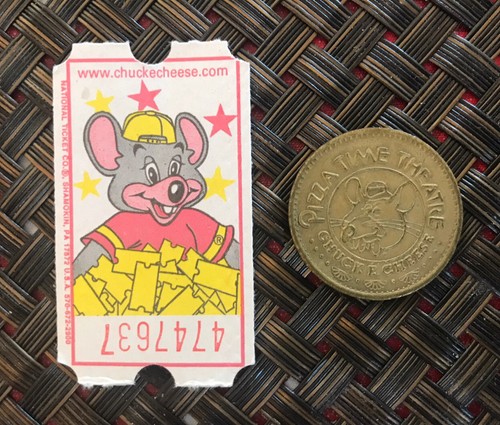 www.chuckecheese.com
NATIONAL TICKET CO.®, SHAMOKIN, PA 17872 U.S.A. 570-672-2900
®
4747637
PIZZA TIME THEATRE
CHUCK E. CHEESE